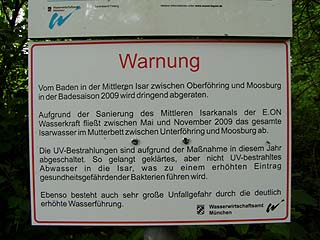 Warnung
Vom Baden in der Mittleren Isar zwischen Oberföhring und Moosburg
in der Badesaison 2009 wird dringend abgeraten.
Aufgrund der Sanierung des Mittleren Isarkanals der E.ON
Wasserkraft fließt zwischen Mai und November 2009 das gesamte
Isarwasser im Mutterbett zwischen Unterföhring und Moosburg ab.
Die UV-Bestrahlungen sind aufgrund der Maßnahme in diesem Jahr
abgeschaltet. So gelangt geklärtes, aber nicht UV-bestrahltes
Abwasser in die Isar, was zu einem erhöhten Eintrag
gesundheitsgefährdender Bakterien führen wird.
Ebenso besteht auch sehr große Unfallgefahr durch die deutlich
erhöhte Wasserführung.
Wasserwirtschaftsamt
München